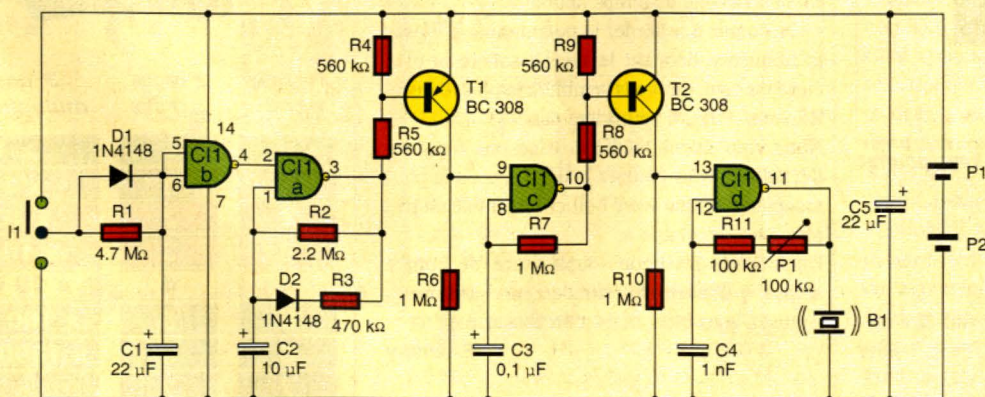 R4
560 kΩ
R9
560 kΩ
T1
BC 308
T2
BC 308
D1
1N4148
5
14
4
CI1
b
6
7
2
CI1
a
3
1
R5
560 kΩ
R8
560 kΩ
9
CI1
c
10
8
13
CI1
d
11
12
I1
R1
4.7 MΩ
R2
2.2 MΩ
D2
1N4148
R3
470 kΩ
R7
1 MΩ
R6
1 MΩ
R10
1 MΩ
R11
100 kΩ
P1
100 kΩ
C5
22 µF
+
P1
P2
B1
+
C1
22 µF
+
C2
10 µF
+
C3
0,1 µF
C4
1 nF